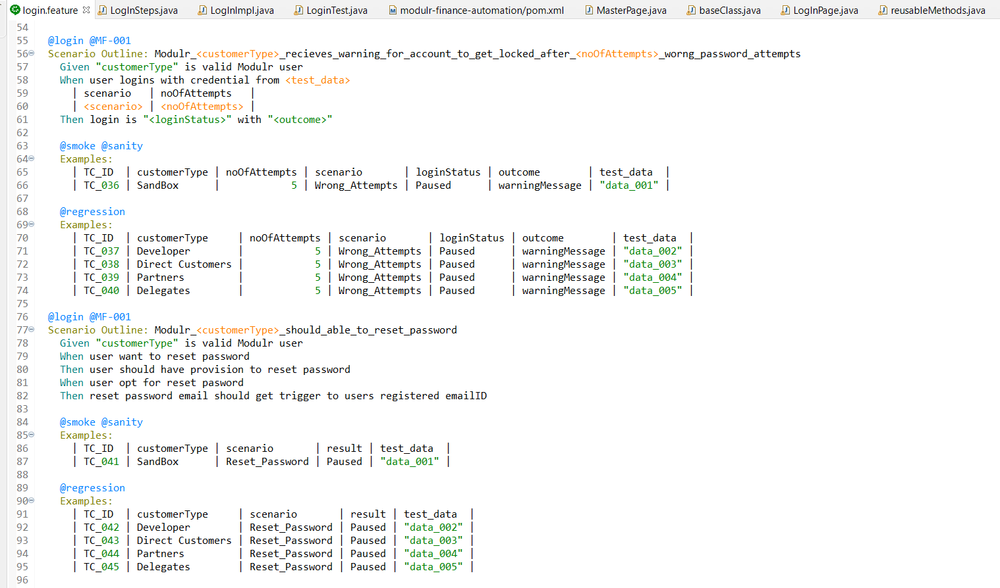 login.feature LogInSteps.java LogInImpl.java LoginTest.java modulr-finance-automation/pom.xml MasterPage.java baseClass.java LogInPage.java reusableMethods.java
54
55 @login @MF-001
56 Scenario Outline: Modulr_<customerType>_recieves_warning_for_account_to_get_locked_after_<noOfAttempts>_worng_password_attempts
57 Given "customerType" is valid Modulr user
58 When user logins with credential from <test_data>
59 | scenario | noOfAttempts |
60 | <scenario> | <noOfAttempts> |
61 Then login is "<loginStatus>" with "<outcome>"
62
63 @smoke @sanity
64 Examples:
65 | TC_ID | customerType | noOfAttempts | scenario | loginStatus | outcome | test_data |
66 | TC_036 | SandBox | 5 | Wrong_Attempts | Paused | warningMessage | "data_001" |
67
68 @regression
69 Examples:
70 | TC_ID | customerType | noOfAttempts | scenario | loginStatus | outcome | test_data |
71 | TC_037 | Developer | 5 | Wrong_Attempts | Paused | warningMessage | "data_002" |
72 | TC_038 | Direct Customers | 5 | Wrong_Attempts | Paused | warningMessage | "data_003" |
73 | TC_039 | Partners | 5 | Wrong_Attempts | Paused | warningMessage | "data_004" |
74 | TC_040 | Delegates | 5 | Wrong_Attempts | Paused | warningMessage | "data_005" |
75
76 @login @MF-001
77 Scenario Outline: Modulr_<customerType>_should_able_to_reset_password
78 Given "customerType" is valid Modulr user
79 When user want to reset password
80 Then user should have provision to reset password
81 When user opt for reset pasword
82 Then reset password email should get trigger to users registered emailID
83
84 @smoke @sanity
85 Examples:
86 | TC_ID | customerType | scenario | result | test_data |
87 | TC_041 | SandBox | Reset_Password | Paused | "data_001" |
88
89 @regression
90 Examples:
91 | TC_ID | customerType | scenario | result | test_data |
92 | TC_042 | Developer | Reset_Password | Paused | "data_002" |
93 | TC_043 | Direct Customers | Reset_Password | Paused | "data_003" |
94 | TC_044 | Partners | Reset_Password | Paused | "data_004" |
95 | TC_045 | Delegates | Reset_Password | Paused | "data_005" |
96